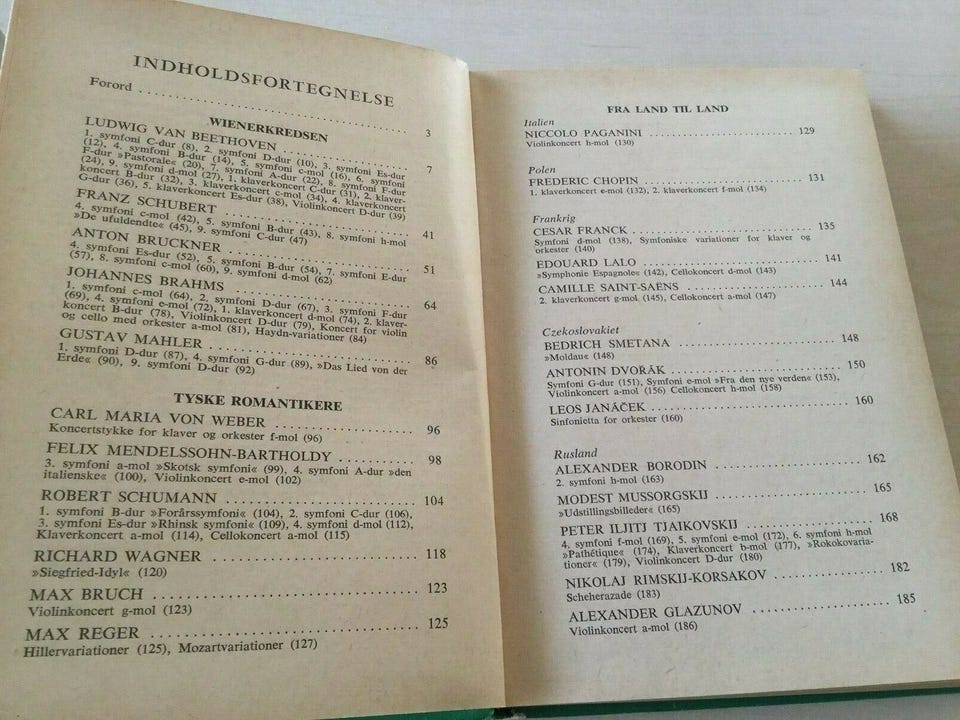 INDHOLDSFORTEGNELSE
Forord . . . . . . . . . . . . . . . . . . . . . . . . 3
WIENERKREDSEN
LUDWIG VAN BEETHOVEN . . . . . . . . . . . . 7
1. symfoni C-dur (8), 2. symfoni D-dur (10), 3. symfoni Es-dur
(12), 4. symfoni B-dur (14), 5. symfoni c-mol (16), 6. symfoni
F-dur »Pastorale« (20), 7. symfoni A-dur (22), 8. symfoni F-dur
(24), 9. symfoni d-mol (27), 1. klaverkoncert C-dur (31), 2. klaver-
koncert B-dur (32), 3. klaverkoncert c-mol (34), 4. klaverkoncert
G-dur (36), 5. klaverkoncert Es-dur (38), Violinkoncert D-dur (39)
FRANZ SCHUBERT . . . . . . . . . . . . 41
4. symfoni c-mol (42), 5. symfoni B-dur (43), 8. symfoni h-mol
»De ufuldendte« (45), 9. symfoni C-dur (47)
ANTON BRUCKNER . . . . . . . . . . . . 51
4. symfoni Es-dur (52), 5. symfoni B-dur (54), 7. symfoni E-dur
(57), 8. symfoni c-mol (60), 9. symfoni d-mol (62)
JOHANNES BRAHMS . . . . . . . . . . . . 64
1. symfoni c-mol (64), 2. symfoni D-dur (67), 3. symfoni F-dur
(69), 4. symfoni e-mol (72), 1. klaverkoncert d-mol (74), 2. klaver-
koncert B-dur (78), Violinkoncert D-dur (79), Koncert for violin
og cello med orkester a-mol (81), Haydn-variationer (84)
GUSTAV MAHLER . . . . . . . . . . . . 86
1. symfoni D-dur (87), 4. symfoni G-dur (89), »Das Lied von der
Erde« (90), 9. symfoni D-dur (92)
TYSKE ROMANTIKERE
CARL MARIA VON WEBER . . . . . . . . . . . . 96
Koncertstykke for klaver og orkester f-mol (96)
FELIX MENDELSSOHN-BARTHOLDY . . . . . . . . 98
3. symfoni a-mol »Skotsk symfoni« (99), 4. symfoni A-dur »den
italienske« (100), Violinkoncert e-mol (102)
ROBERT SCHUMANN . . . . . . . . . . . . 104
1. symfoni B-dur »Forårssymfoni« (104), 2. symfoni C-dur (106),
3. symfoni Es-dur »Rhinsk symfoni« (109), 4. symfoni d-mol (112),
Klaverkoncert a-mol (114), Cellokoncert a-mol (115)
RICHARD WAGNER . . . . . . . . . . . . 118
»Siegfried-Idyl« (120)
MAX BRUCH . . . . . . . . . . . . 123
Violinkoncert g-mol (123)
MAX REGER . . . . . . . . . . . . 125
Hillervariationer (125), Mozartvariationer (127)
FRA LAND TIL LAND
Italien
NICCOLO PAGANINI . . . . . . . . . . . . 129
Violinkoncert h-mol (130)
Polen
FREDERIC CHOPIN . . . . . . . . . . . . 131
1. klaverkoncert e-mol (132), 2. klaverkoncert f-mol (134)
Frankrig
CESAR FRANCK . . . . . . . . . . . . 135
Symfoni d-mol (138), Symfoniske variationer for klaver og
orkester (140)
EDOUARD LALO . . . . . . . . . . . . 141
»Symphonie Espagnole« (142), Cellokoncert d-mol (143)
CAMILLE SAINT-SAËNS . . . . . . . . . . . . 144
2. klaverkoncert g-mol (145), Cellokoncert a-mol (147)
Czekoslovakiet
BEDRICH SMETANA . . . . . . . . . . . . 148
»Moldau« (148)
ANTONIN DVORÁK . . . . . . . . . . . . 150
Symfoni G-dur (151), Symfoni e-mol »Fra den nye verden« (153),
Violinkoncert a-mol (156) Cellokoncert h-mol (158)
LEOS JANÁČEK . . . . . . . . . . . . 160
Sinfonietta for orkester (160)
Rusland
ALEXANDER BORODIN . . . . . . . . . . . . 162
2. symfoni h-mol (163)
MODEST MUSSORGSKIJ . . . . . . . . . . . . 165
»Udstillingsbilleder« (165)
PETER ILJITJ TJAIKOVSKIJ . . . . . . . . . . . . 168
4. symfoni f-mol (169), 5. symfoni e-mol (172), 6. symfoni h-mol
»Pathétique« (174), Klaverkoncert b-mol (177), »Rokokovaria-
tioner« (179), Violinkoncert D-dur (180)
NIKOLAJ RIMSKIJ-KORSAKOV . . . . . . . . . . . . 182
Scheherazade (183)
ALEXANDER GLAZUNOV . . . . . . . . . . . . 185
Violinkoncert a-mol (186)